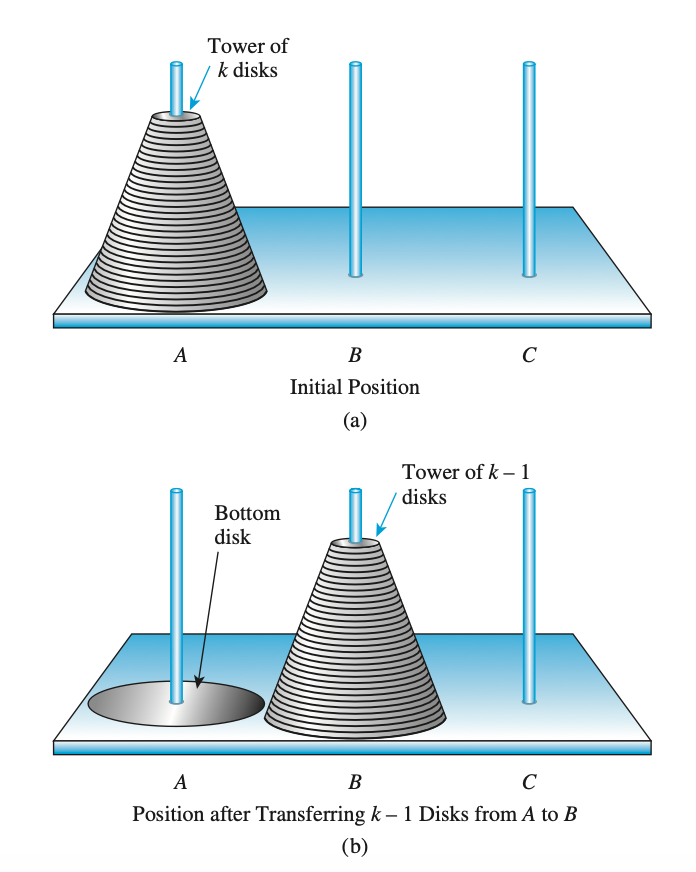 Tower of
k disks
A B C
Initial Position
(a)
Tower of k – 1
disks
Bottom
disk
A B C
Position after Transferring k – 1 Disks from A to B
(b)